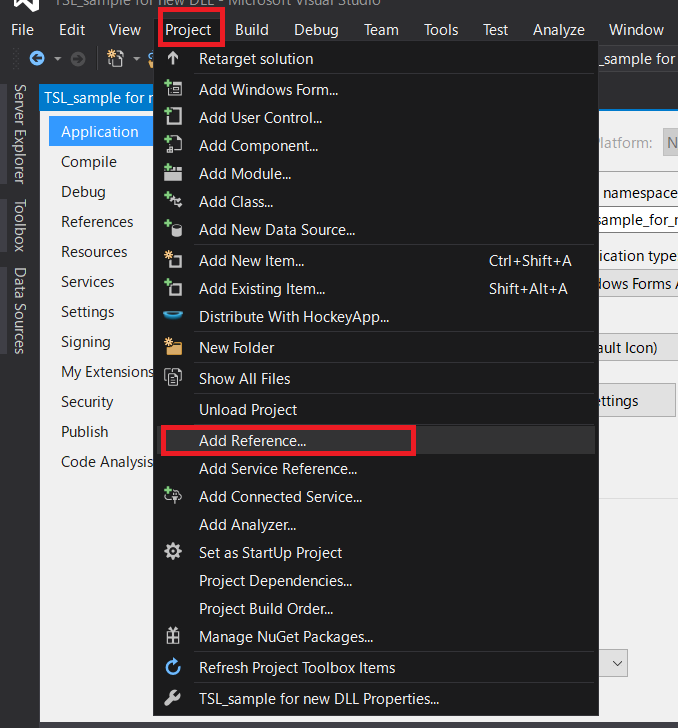 TSL_sample for new DLL - Microsoft Visual Studio
File Edit View Project Build Debug Team Tools Test Analyze Window
Server Explorer
Toolbox
Data Sources
TSL_sample for
Application
Compile
Debug
References
Resources
Services
Settings
Signing
My Extensions
Security
Publish
Code Analysis
Retarget solution
Add Windows Form...
Add User Control...
Add Component...
Add Module...
Add Class...
Add New Data Source...
Add New Item... Ctrl+Shift+A
Add Existing Item... Shift+Alt+A
Distribute With HockeyApp...
New Folder
Show All Files
Unload Project
Add Reference...
Add Service Reference...
Add Connected Service...
Add Analyzer...
Set as StartUp Project
Project Dependencies...
Project Build Order...
Manage NuGet Packages...
Refresh Project Toolbox Items
TSL_sample for new DLL Properties...
_sample for
latform: N
namespace
sample_for_
ication type
dows Forms A
ault Icon)
ettings